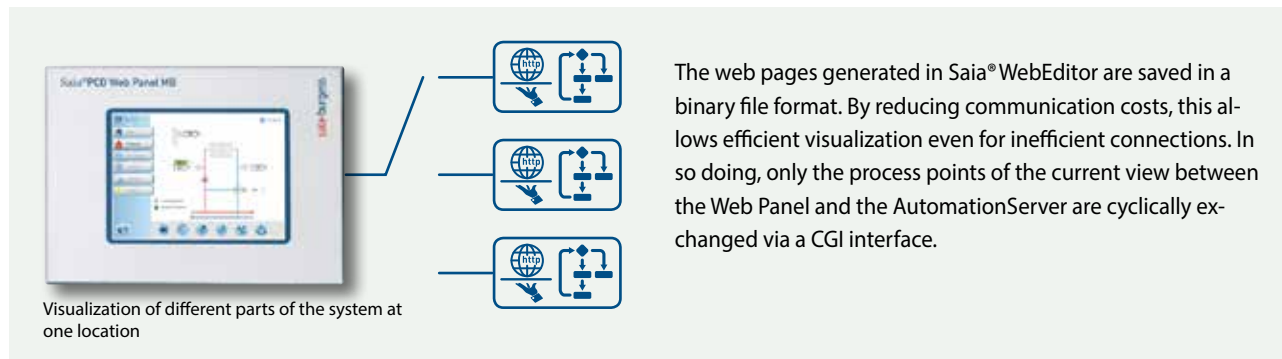 Saia®PCD Web Panel MB
saia-burgess
http
http
http
Visualization of different parts of the system at
one location
The web pages generated in Saia® WebEditor are saved in a
binary file format. By reducing communication costs, this al-
lows efficient visualization even for inefficient connections. In
so doing, only the process points of the current view between
the Web Panel and the AutomationServer are cyclically ex-
changed via a CGI interface.